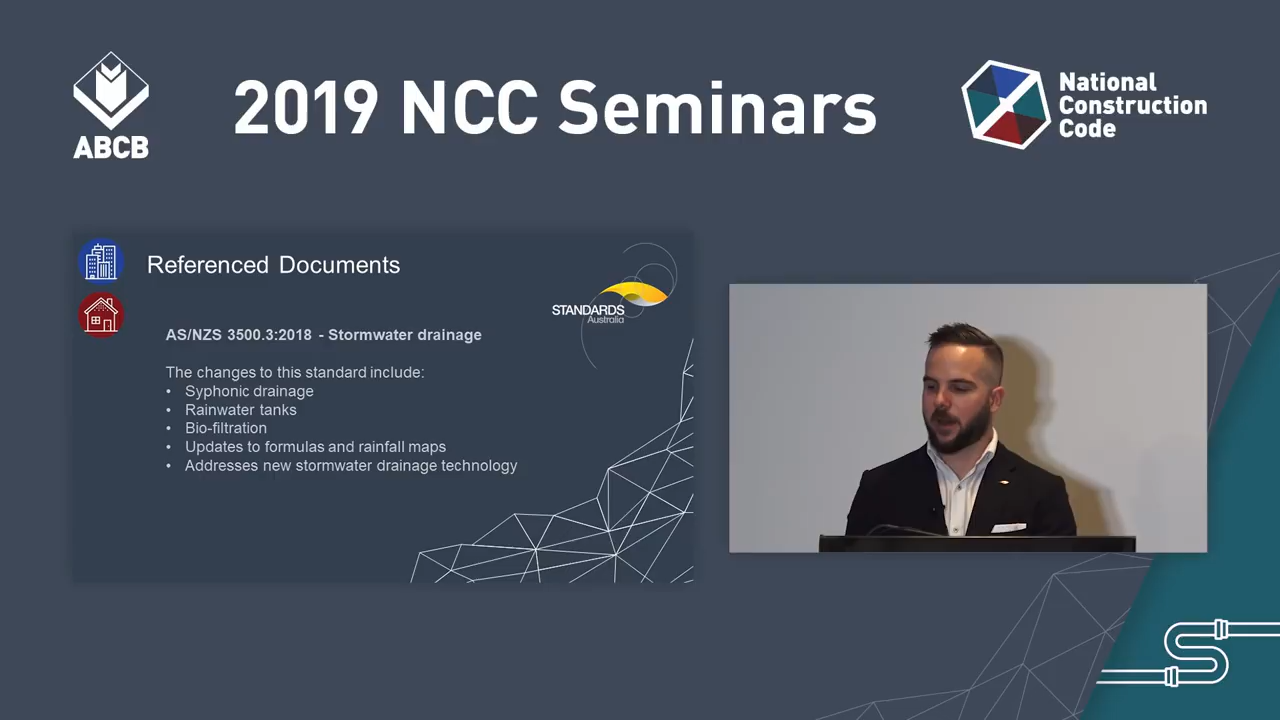 ABCB
2019 NCC Seminars
National
Construction
Code
Referenced Documents
STANDARDS
Australia
AS/NZS 3500.3:2018 - Stormwater drainage
The changes to this standard include:
• Syphonic drainage
• Rainwater tanks
• Bio-filtration
• Updates to formulas and rainfall maps
• Addresses new stormwater drainage technology